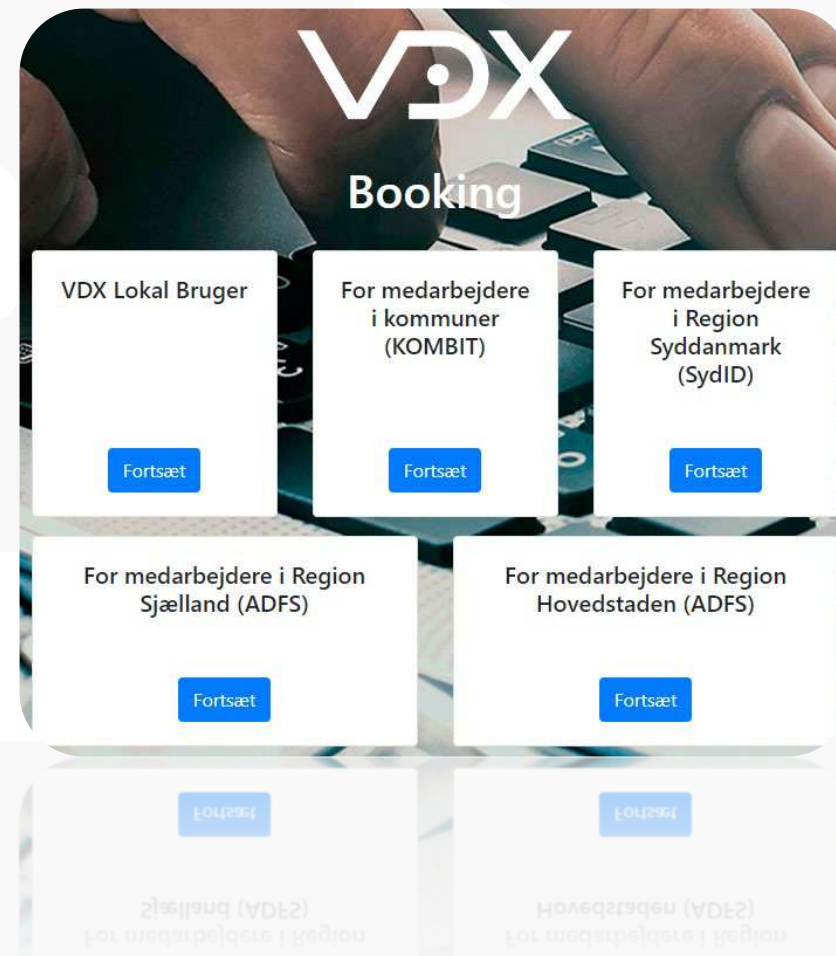 VDX
Booking
VDX Lokal Bruger
Fortsæt
For medarbejdere
i kommuner
(KOMBIT)
Fortsæt
For medarbejdere
i Region
Syddanmark
(SydID)
Fortsæt
For medarbejdere i Region
Sjælland (ADFS)
Fortsæt
For medarbejdere i Region
Hovedstaden (ADFS)
Fortsæt